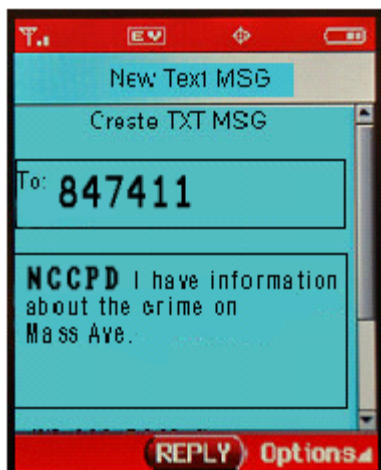 EV
New Text MSG
Create TXT MSG
To: 847411
NCCPD I have information
about the crime on
Mass Ave.
REPLY Options